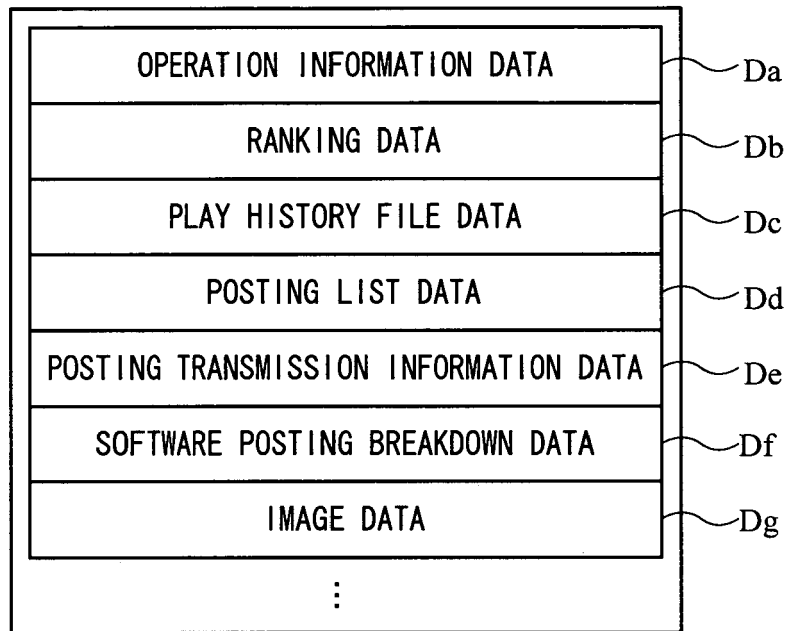 OPERATION INFORMATION DATA Da
RANKING DATA Db
PLAY HISTORY FILE DATA Dc
POSTING LIST DATA Dd
POSTING TRANSMISSION INFORMATION DATA De
SOFTWARE POSTING BREAKDOWN DATA Df
IMAGE DATA Dg
⋮